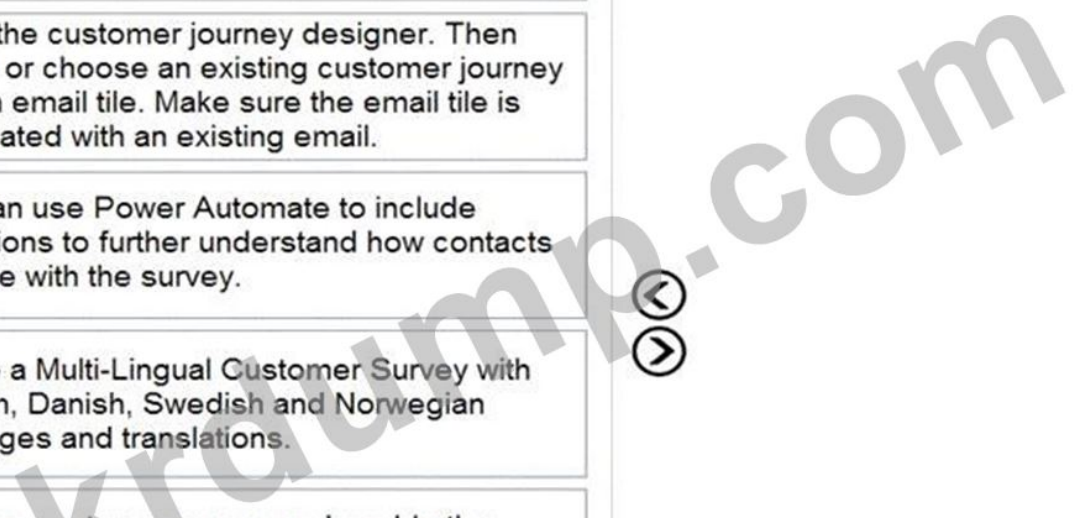 the customer journey designer. Then
or choose an existing customer journey
email tile. Make sure the email tile is
ated with an existing email.
an use Power Automate to include
ions to further understand how contacts
e with the survey.
a Multi-Lingual Customer Survey with
n, Danish, Swedish and Norwegian
ges and translations.
krdump.com